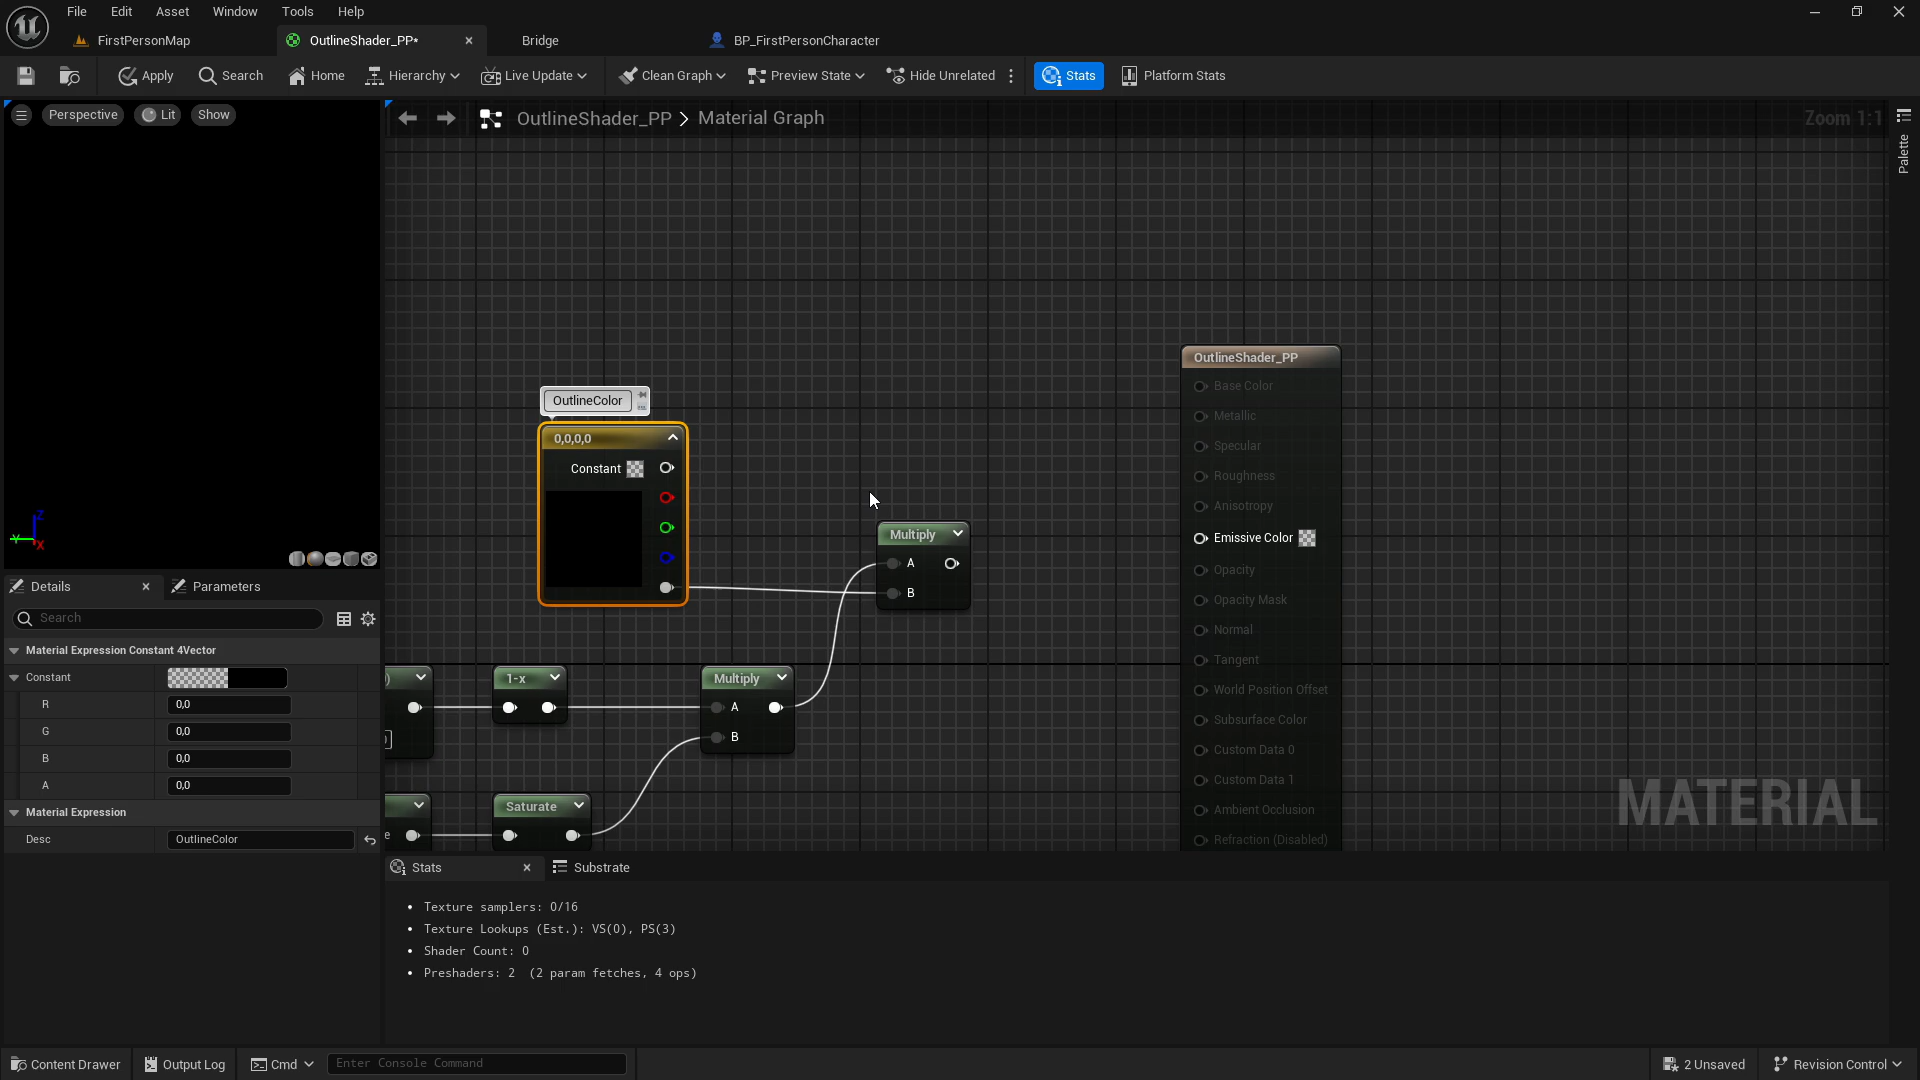 File Edit Asset Window Tools Help
FirstPersonMap OutlineShader_PP* Bridge BP_FirstPersonCharacter
Apply Search Home Hierarchy Live Update Clean Graph Preview State Hide Unrelated Stats Platform Stats
Perspective Lit Show
OutlineShader_PP > Material Graph
Zoom 1:1
Palette
OutlineColor
0,0,0,0
Constant
Multiply
A
B
1-x
Multiply
A
B
e
Saturate
OutlineShader_PP
Base Color
Metallic
Specular
Roughness
Anisotropy
Emissive Color
Opacity
Opacity Mask
Normal
Tangent
World Position Offset
Subsurface Color
Custom Data 0
Custom Data 1
Ambient Occlusion
Refraction (Disabled)
MATERIAL
Z
Y
X
Details Parameters
Search
Material Expression Constant 4Vector
Constant
R 0,0
G 0,0
B 0,0
A 0,0
Material Expression
Desc OutlineColor
Stats Substrate
• Texture samplers: 0/16
• Texture Lookups (Est.): VS(0), PS(3)
• Shader Count: 0
• Preshaders: 2 (2 param fetches, 4 ops)
Content Drawer Output Log Cmd Enter Console Command 2 Unsaved Revision Control